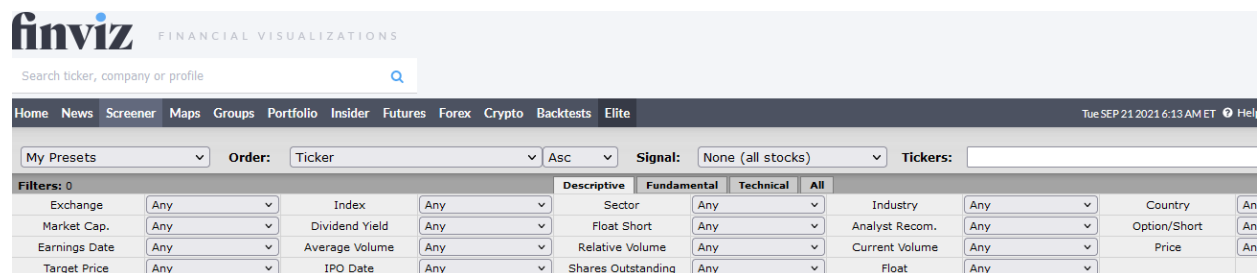 finviz FINANCIAL VISUALIZATIONS
Search ticker, company or profile
Home News Screener Maps Groups Portfolio Insider Futures Forex Crypto Backtests Elite Tue SEP 21 2021 6:13 AM ET Help
My Presets Order: Ticker Asc Signal: None (all stocks) Tickers:
Filters: 0 Descriptive Fundamental Technical All
Exchange Any Index Any Sector Any Industry Any Country An
Market Cap. Any Dividend Yield Any Float Short Any Analyst Recom. Any Option/Short An
Earnings Date Any Average Volume Any Relative Volume Any Current Volume Any Price An
Target Price Any IPO Date Any Shares Outstanding Any Float Any